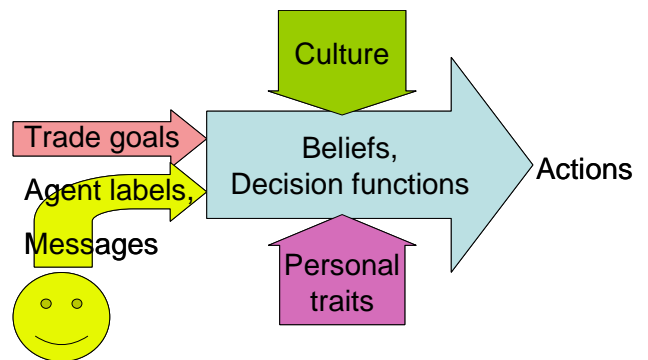 Culture
Trade goals
Beliefs,
Decision functions
Actions
Agent labels,
Messages
Personal
traits